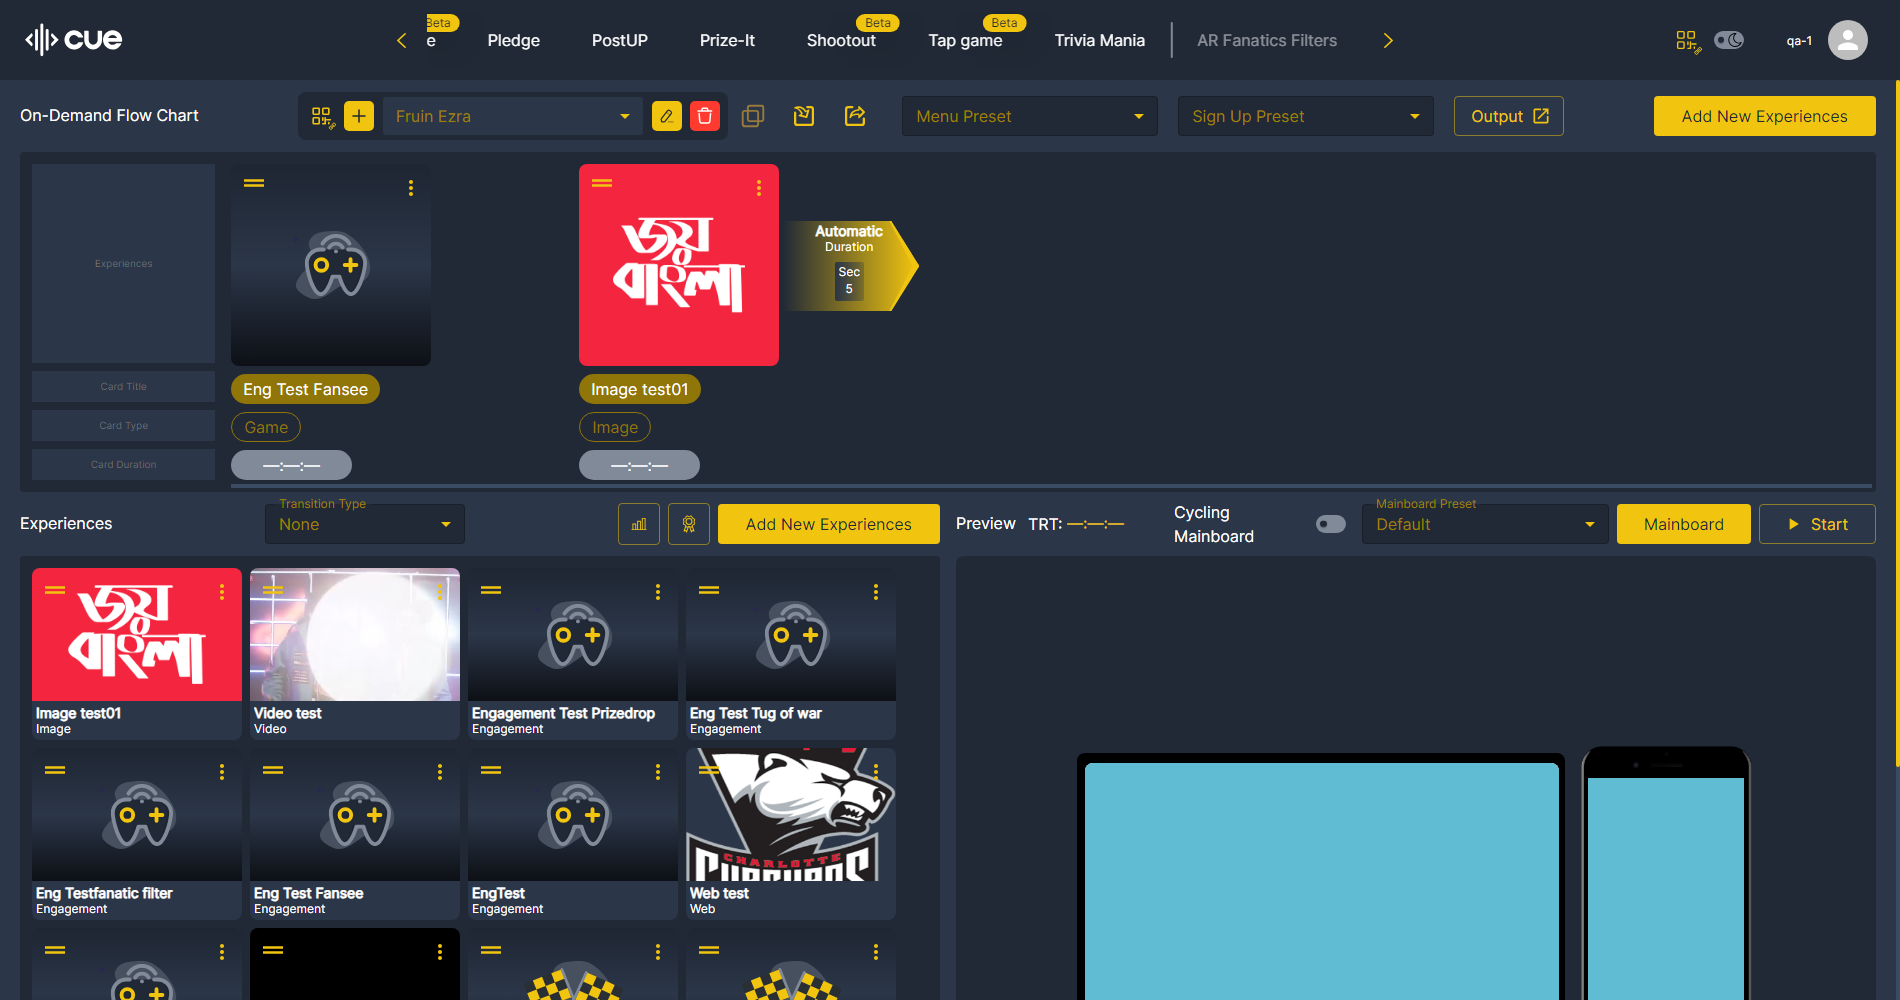 cue
e
Beta
Pledge
PostUP
Prize-It
Shootout
Beta
Tap game
Beta
Trivia Mania
AR Fanatics Filters
qa-1
On-Demand Flow Chart
Fruin Ezra
Menu Preset
Sign Up Preset
Output
Add New Experiences
Experiences
Card Title
Card Type
Card Duration
Eng Test Fansee
Game
—:—:—
জয়
বাংলা
Image test01
Image
—:—:—
Automatic
Duration
Sec
5
Experiences
Transition Type
None
Add New Experiences
Preview
TRT: —:—:—
Cycling
Mainboard
Mainboard Preset
Default
Mainboard
Start
জয়
বাংলা
Image test01
Image
Video test
Video
Engagement Test Prizedrop
Engagement
Eng Test Tug of war
Engagement
Eng Testfanatic filter
Engagement
Eng Test Fansee
Engagement
EngTest
Engagement
CHARLOTTE
Web test
Web